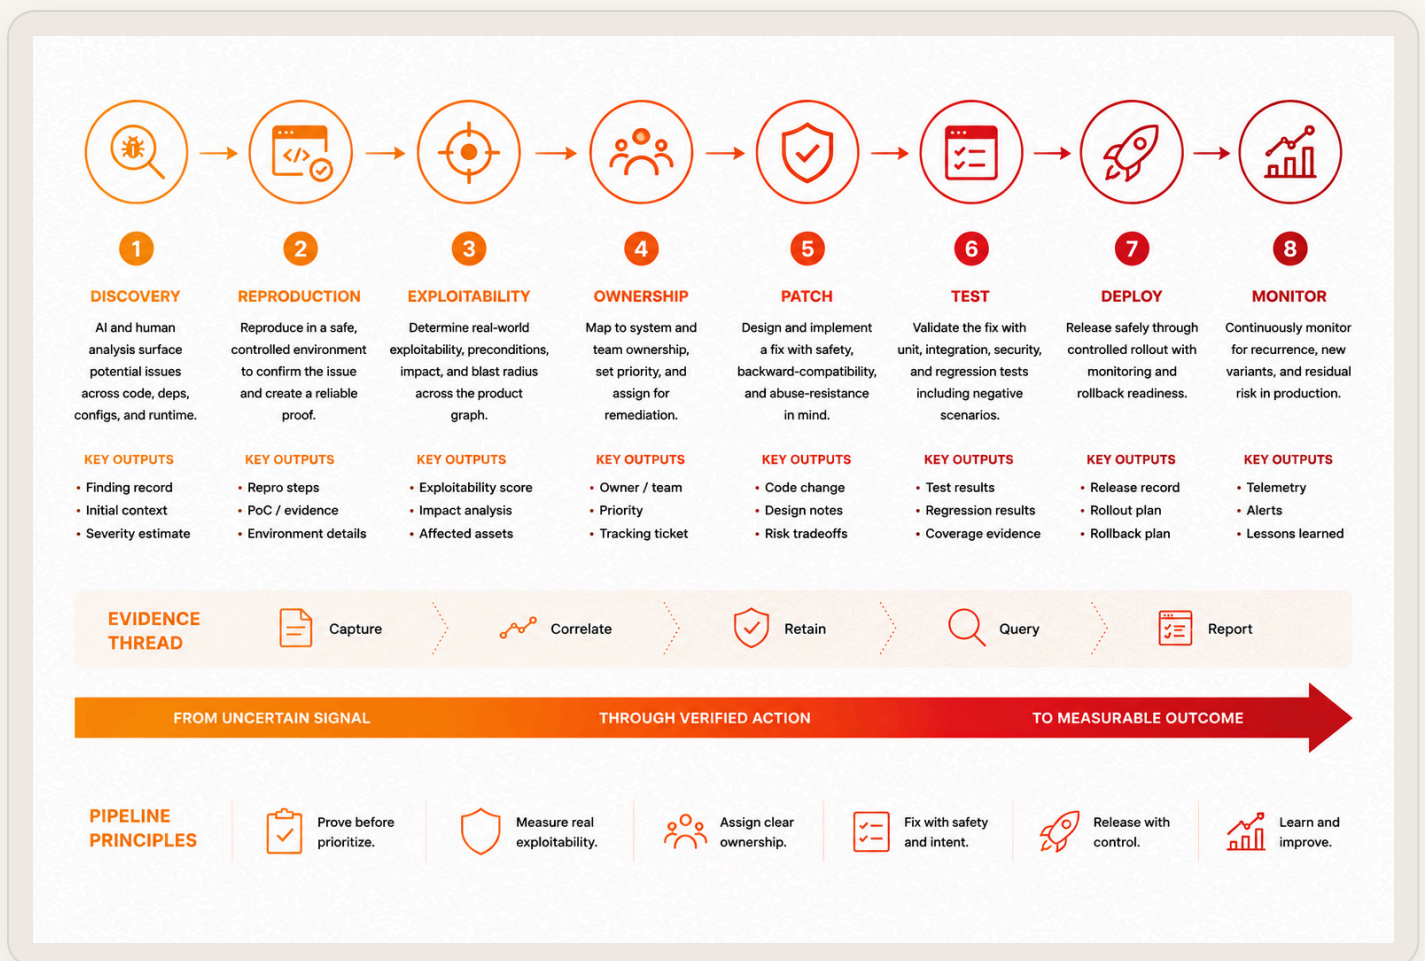 1
2
3
4
5
6
7
8
DISCOVERY
AI and human
analysis surface
potential issues
across code, deps,
configs, and runtime.
REPRODUCTION
Reproduce in a safe,
controlled environment
to confirm the issue
and create a reliable
proof.
EXPLOITABILITY
Determine real-world
exploitability, preconditions,
impact, and blast radius
across the product
graph.
OWNERSHIP
Map to system and
team ownership,
set priority, and
assign for
remediation.
PATCH
Design and implement
a fix with safety,
backward-compatibility,
and abuse-resistance
in mind.
TEST
Validate the fix with
unit, integration, security,
and regression tests
including negative
scenarios.
DEPLOY
Release safely through
controlled rollout with
monitoring and
rollback readiness.
MONITOR
Continuously monitor
for recurrence, new
variants, and residual
risk in production.
KEY OUTPUTS
• Finding record
• Initial context
• Severity estimate
KEY OUTPUTS
• Repro steps
• PoC / evidence
• Environment details
KEY OUTPUTS
• Exploitability score
• Impact analysis
• Affected assets
KEY OUTPUTS
• Owner / team
• Priority
• Tracking ticket
KEY OUTPUTS
• Code change
• Design notes
• Risk tradeoffs
KEY OUTPUTS
• Test results
• Regression results
• Coverage evidence
KEY OUTPUTS
• Release record
• Rollout plan
• Rollback plan
KEY OUTPUTS
• Telemetry
• Alerts
• Lessons learned
EVIDENCE
THREAD
Capture
Correlate
Retain
Query
Report
FROM UNCERTAIN SIGNAL
THROUGH VERIFIED ACTION
TO MEASURABLE OUTCOME
PIPELINE
PRINCIPLES
Prove before
prioritize.
Measure real
exploitability.
Assign clear
ownership.
Fix with safety
and intent.
Release with
control.
Learn and
improve.